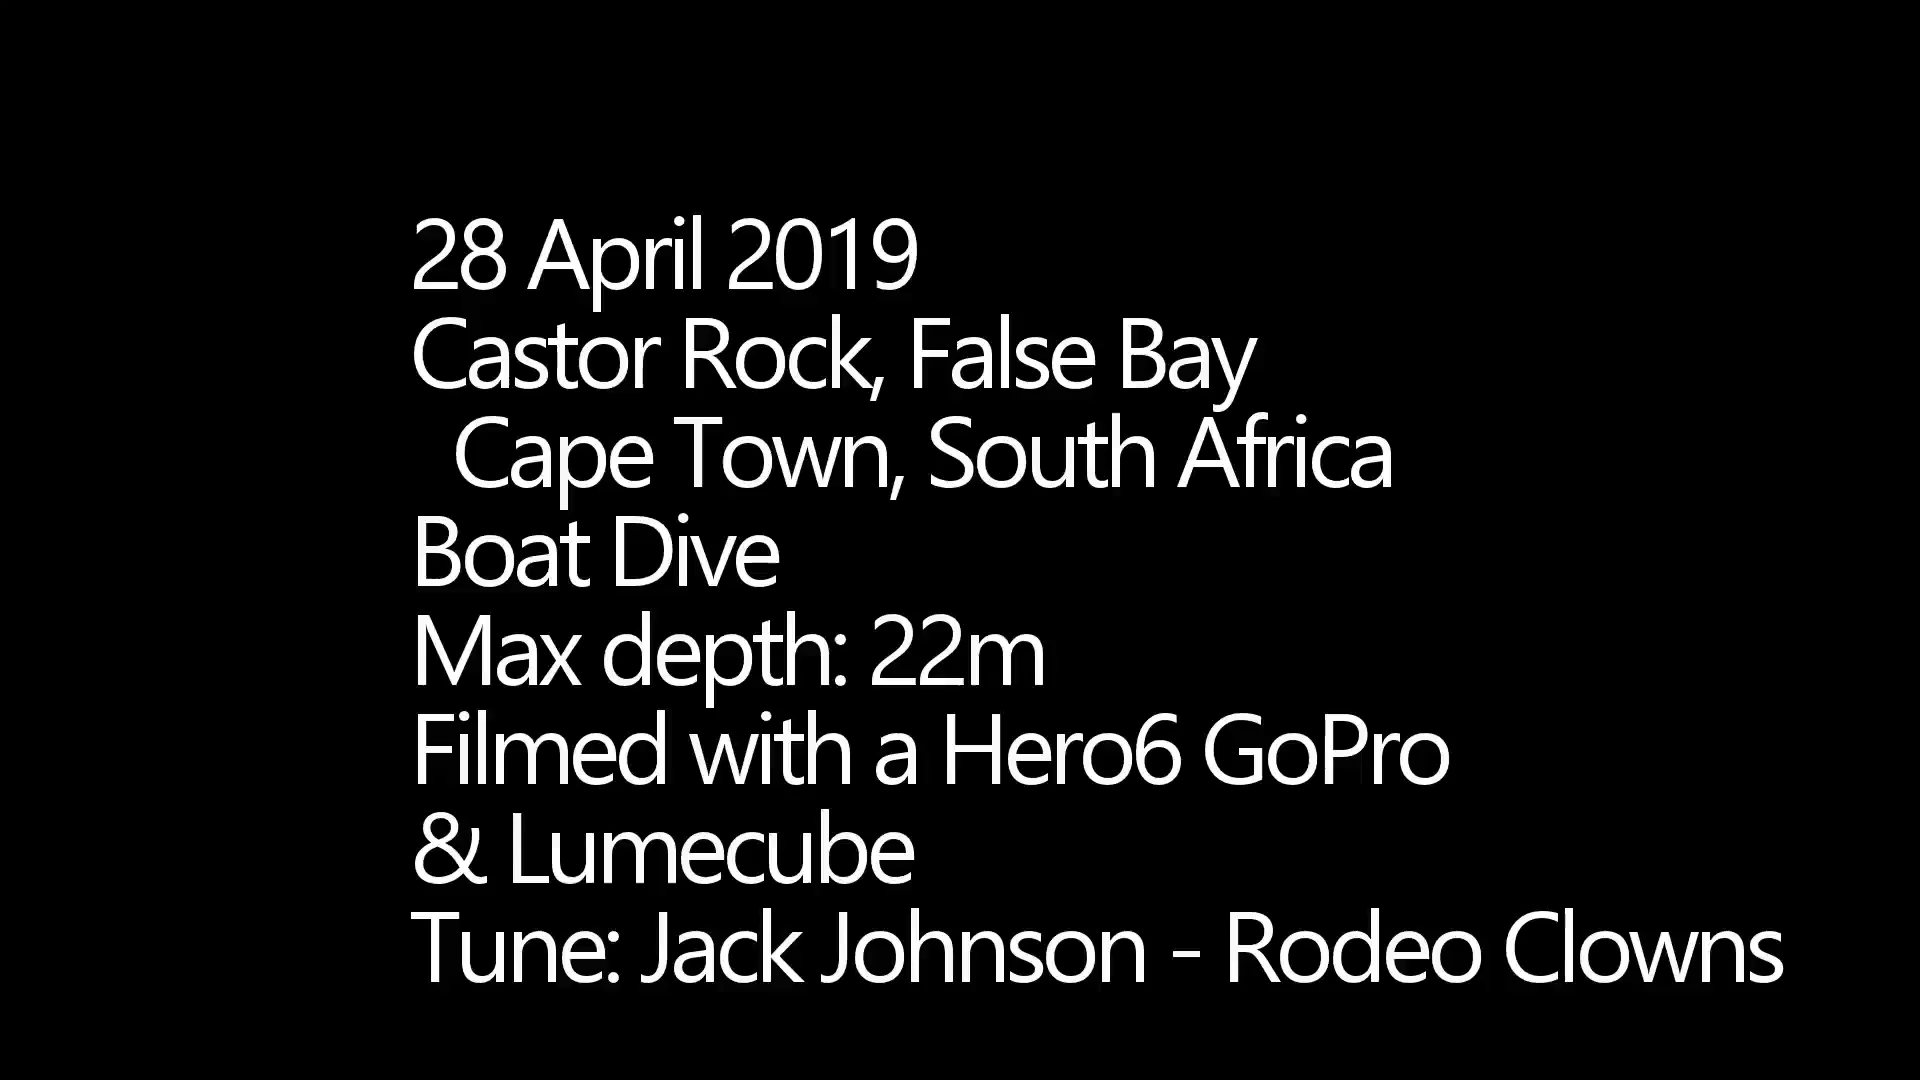 28 April 2019
Castor Rock, False Bay
Cape Town, South Africa
Boat Dive
Max depth: 22m
Filmed with a Hero6 GoPro
& Lumecube
Tune: Jack Johnson - Rodeo Clowns